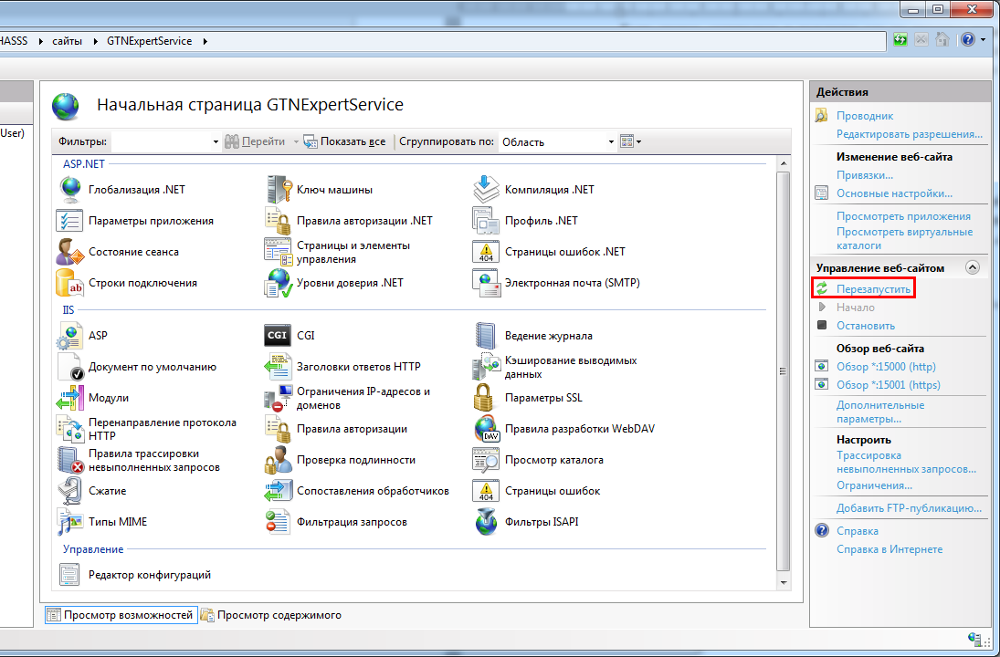 HASSS ▸ сайты ▸ GTNExpertService ▸
User)
Начальная страница GTNExpertService
Фильтры: Перейти Показать все Сгруппировать по: Область
ASP.NET
Глобализация .NET
Ключ машины
Компиляция .NET
Параметры приложения
Правила авторизации .NET
Профиль .NET
Состояние сеанса
Страницы и элементы
управления
Страницы ошибок .NET
Строки подключения
Уровни доверия .NET
Электронная почта (SMTP)
IIS
ASP
CGI
CGI
Ведение журнала
Документ по умолчанию
Заголовки ответов HTTP
Кэширование выводимых
данных
Модули
Ограничения IP-адресов и
доменов
Параметры SSL
Перенаправление протокола
HTTP
Правила авторизации
DAV
Правила разработки WebDAV
Правила трассировки
невыполненных запросов
Проверка подлинности
Просмотр каталога
Сжатие
Сопоставления обработчиков
404
Страницы ошибок
Типы MIME
Фильтрация запросов
Фильтры ISAPI
Управление
Редактор конфигураций
Просмотр возможностей
Просмотр содержимого
Действия
Проводник
Редактировать разрешения...
Изменение веб-сайта
Привязки...
Основные настройки...
Просмотреть приложения
Просмотреть виртуальные
каталоги
Управление веб-сайтом
Перезапустить
Начало
Остановить
Обзор веб-сайта
Обзор *:15000 (http)
Обзор *:15001 (https)
Дополнительные
параметры...
Настроить
Трассировка
невыполненных запросов...
Ограничения...
Добавить FTP-публикацию...
Справка
Справка в Интернете